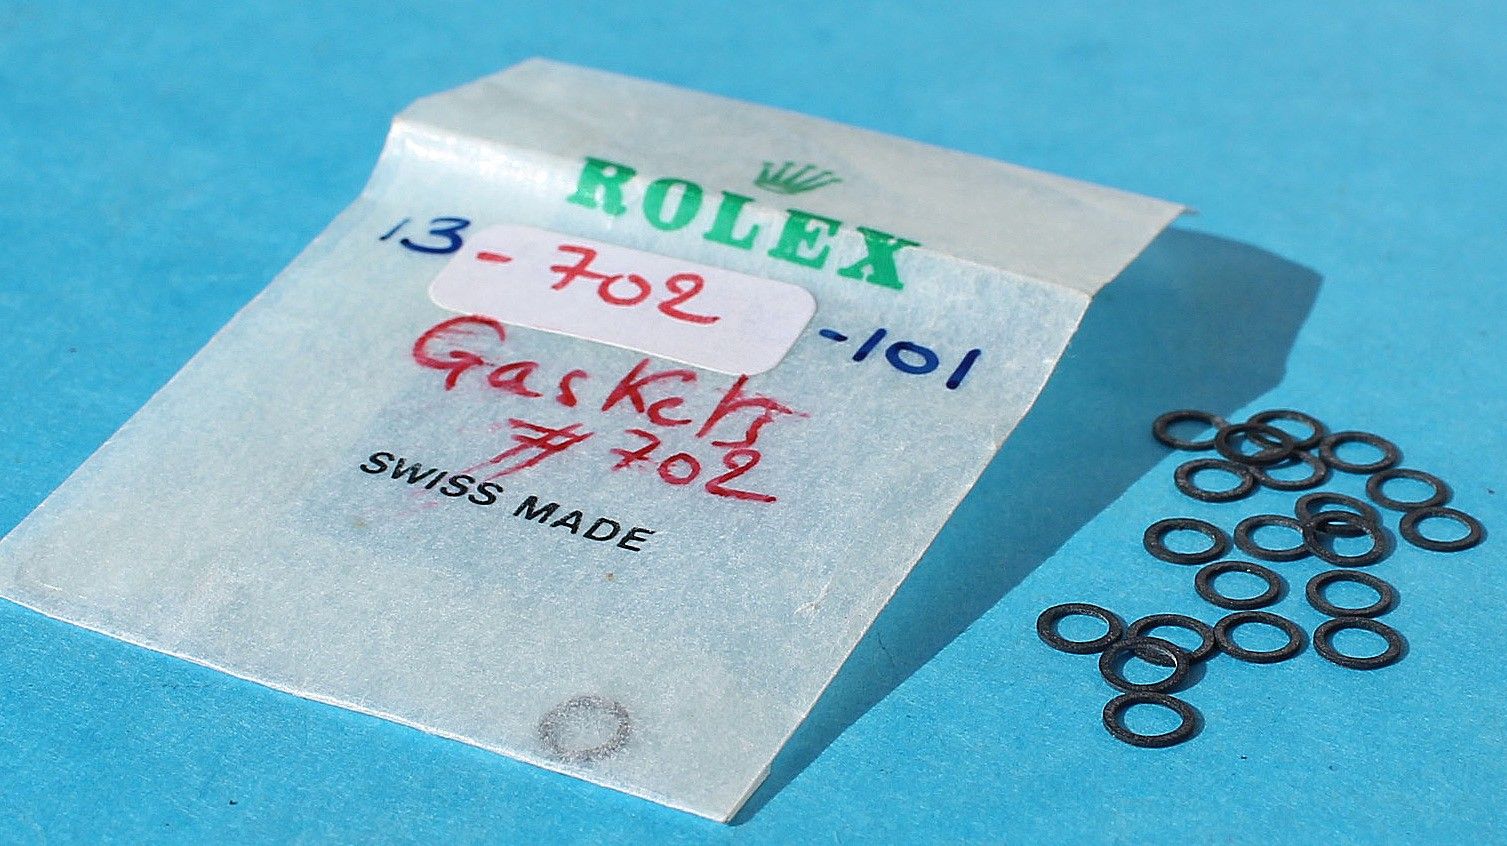 ROLEX
13 - 702 -101
Gaskets
# 702
SWISS MADE